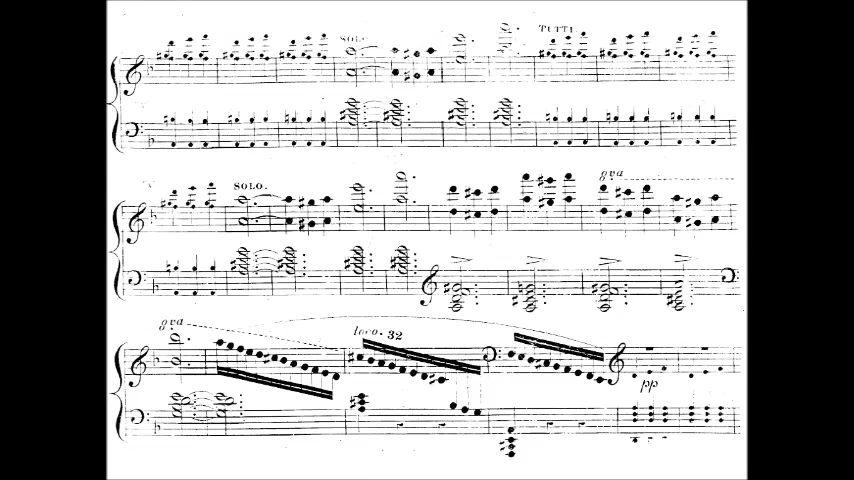 SOLO
TUTTI
SOLO.
8va
8va
loco. 32
pp